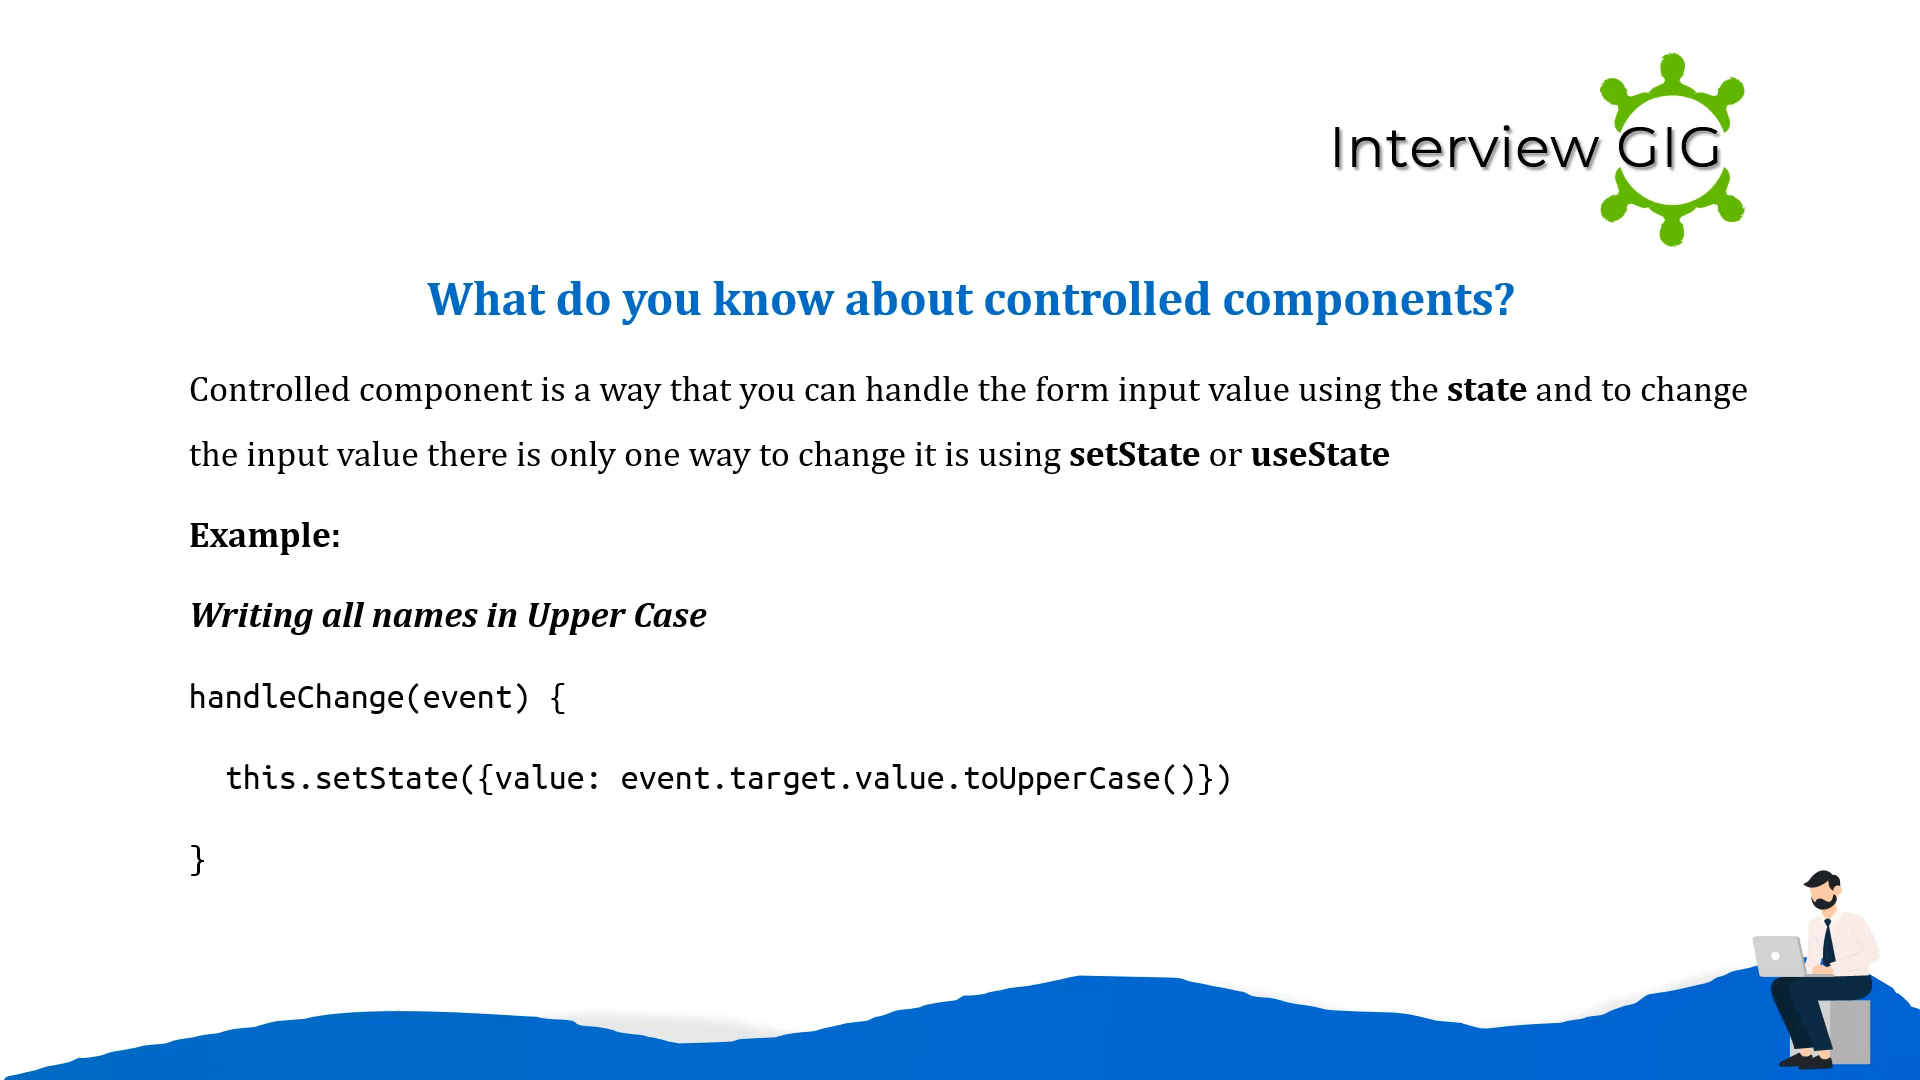 Interview GIG
What do you know about controlled components?
Controlled component is a way that you can handle the form input value using the state and to change
the input value there is only one way to change it is using setState or useState
Example:
Writing all names in Upper Case
handleChange(event) {
  this.setState({value: event.target.value.toUpperCase()})
}